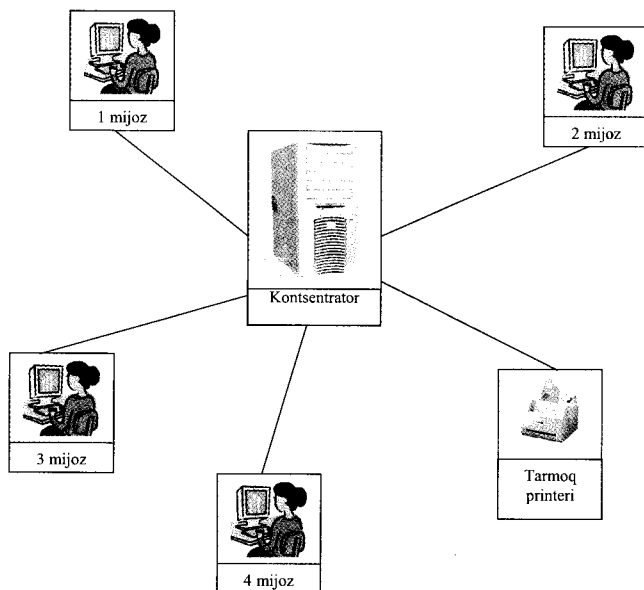 1 mijoz
2 mijoz
Kontsentrator
3 mijoz
Tarmoq
printeri
4 mijoz